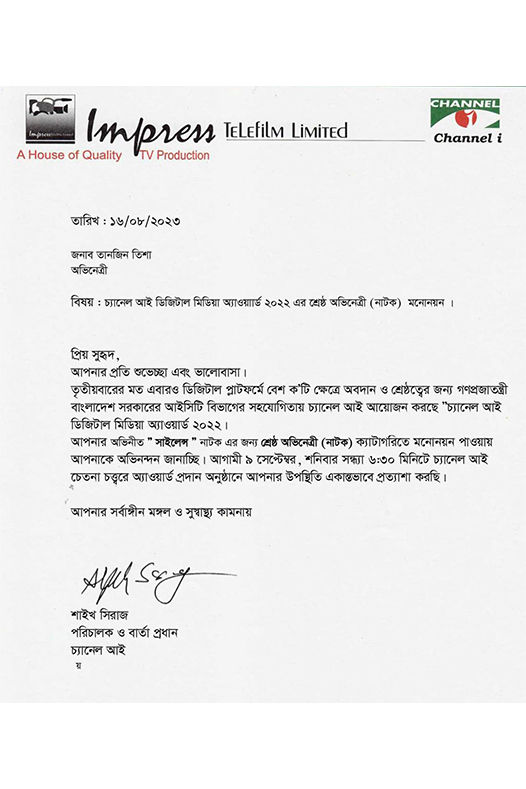 Impress TELEFILM LIMITED
A House of Quality TV Production
CHANNEL
i
Channel i
তারিখ : ১৬/০৮/২০২৩
জনাব তানজিন তিশা
অভিনেত্রী
বিষয় : চ্যানেল আই ডিজিটাল মিডিয়া অ্যাওয়ার্ড ২০২২ এর শ্রেষ্ঠ অভিনেত্রী (নাটক) মনোনয়ন ।
প্রিয় সুহৃদ,
আপনার প্রতি শুভেচ্ছা এবং ভালোবাসা।
তৃতীয়বারের মত এবারও ডিজিটাল প্লাটফর্মে বেশ ক'টি ক্ষেত্রে অবদান ও শ্রেষ্ঠত্বের জন্য গণপ্রজাতন্ত্রী
বাংলাদেশ সরকারের আইসিটি বিভাগের সহযোগিতায় চ্যানেল আই আয়োজন করছে "চ্যানেল আই
ডিজিটাল মিডিয়া অ্যাওয়ার্ড ২০২২।
আপনার অভিনীত " সাইলেন্স " নাটক এর জন্য শ্রেষ্ঠ অভিনেত্রী (নাটক) ক্যাটাগরিতে মনোনয়ন পাওয়ায়
আপনাকে অভিনন্দন জানাচ্ছি। আগামী ৯ সেপ্টেম্বর, শনিবার সন্ধ্যা ৬:৩০ মিনিটে চ্যানেল আই
চেতনা চত্ত্বরে অ্যাওয়ার্ড প্রদান অনুষ্ঠানে আপনার উপস্থিতি একান্তভাবে প্রত্যাশা করছি।
আপনার সর্বাঙ্গীন মঙ্গল ও সুস্বাস্থ্য কামনায়
শাইখ সিরাজ
পরিচালক ও বার্তা প্রধান
চ্যানেল আই
য়